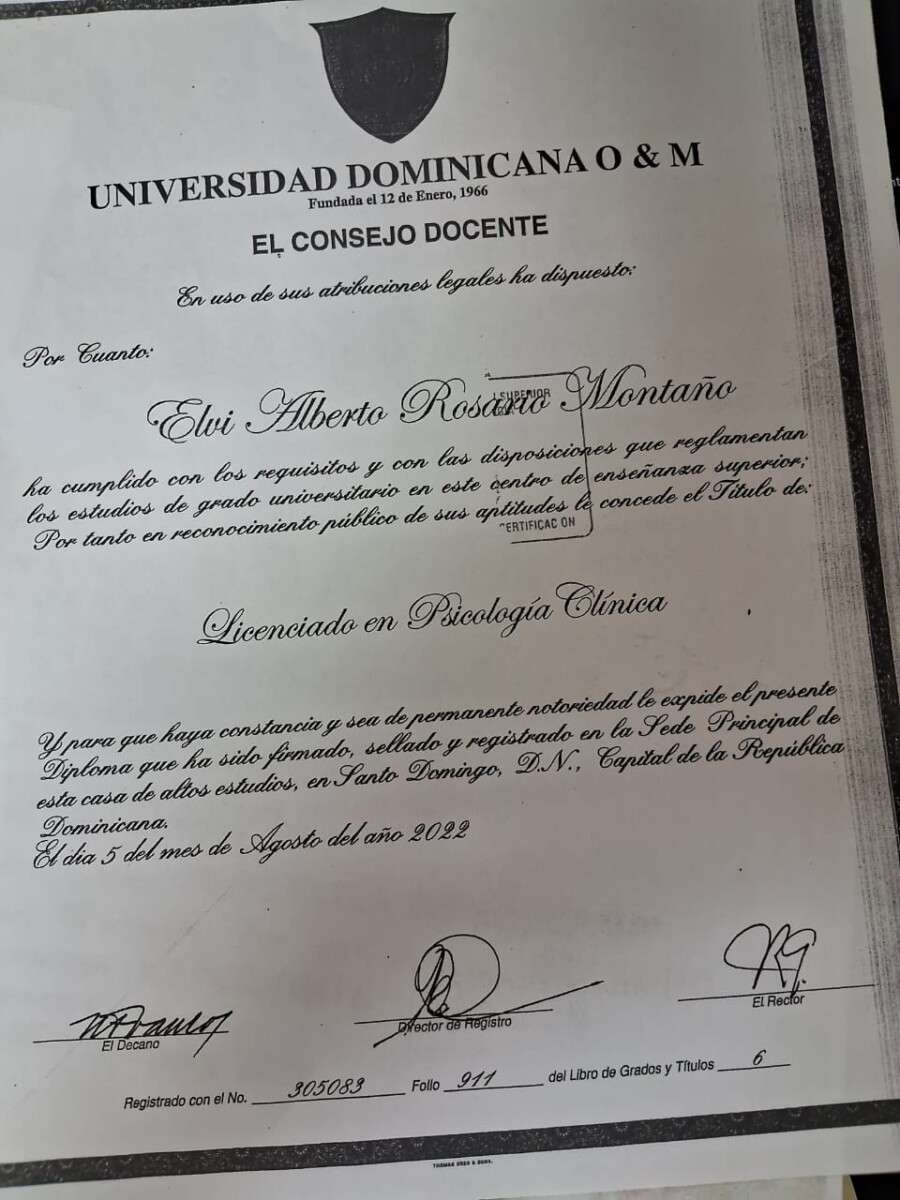 UNIVERSIDAD DOMINICANA O & M
Fundada el 12 de Enero, 1966
EL CONSEJO DOCENTE
En uso de sus atribuciones legales ha dispuesto:
Por Cuanto:
Elvi Alberto Rosario Montaño
SUPERIOR
ha cumplido con los requisitos y con las disposiciones que reglamentan
los estudios de grado universitario en este centro de enseñanza superior;
Por tanto en reconocimiento público de sus aptitudes le concede el Título de:
ERTIFICAC ON
Licenciado en Psicología Clínica
Y para que haya constancia y sea de permanente notoriedad le expide el presente
Diploma que ha sido firmado, sellado y registrado en la Sede Principal de
esta casa de altos estudios, en Santo Domingo, D.N., Capital de la República
Dominicana.
El dia 5 del mes de Agosto del año 2022
El Decano
Director de Registro
El Rector
Registrado con el No. 305083 Folio 911 del Libro de Grados y Títulos 6